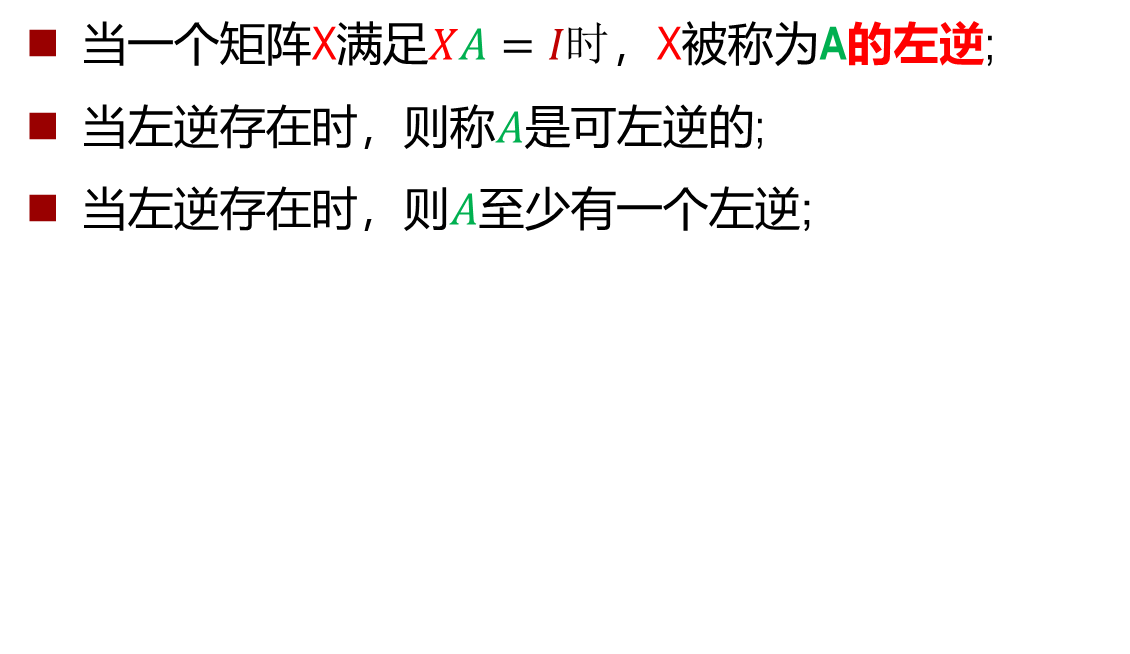 当一个矩阵X满足XA = I时，X被称为A的左逆;
当左逆存在时，则称A是可左逆的;
当左逆存在时，则A至少有一个左逆;